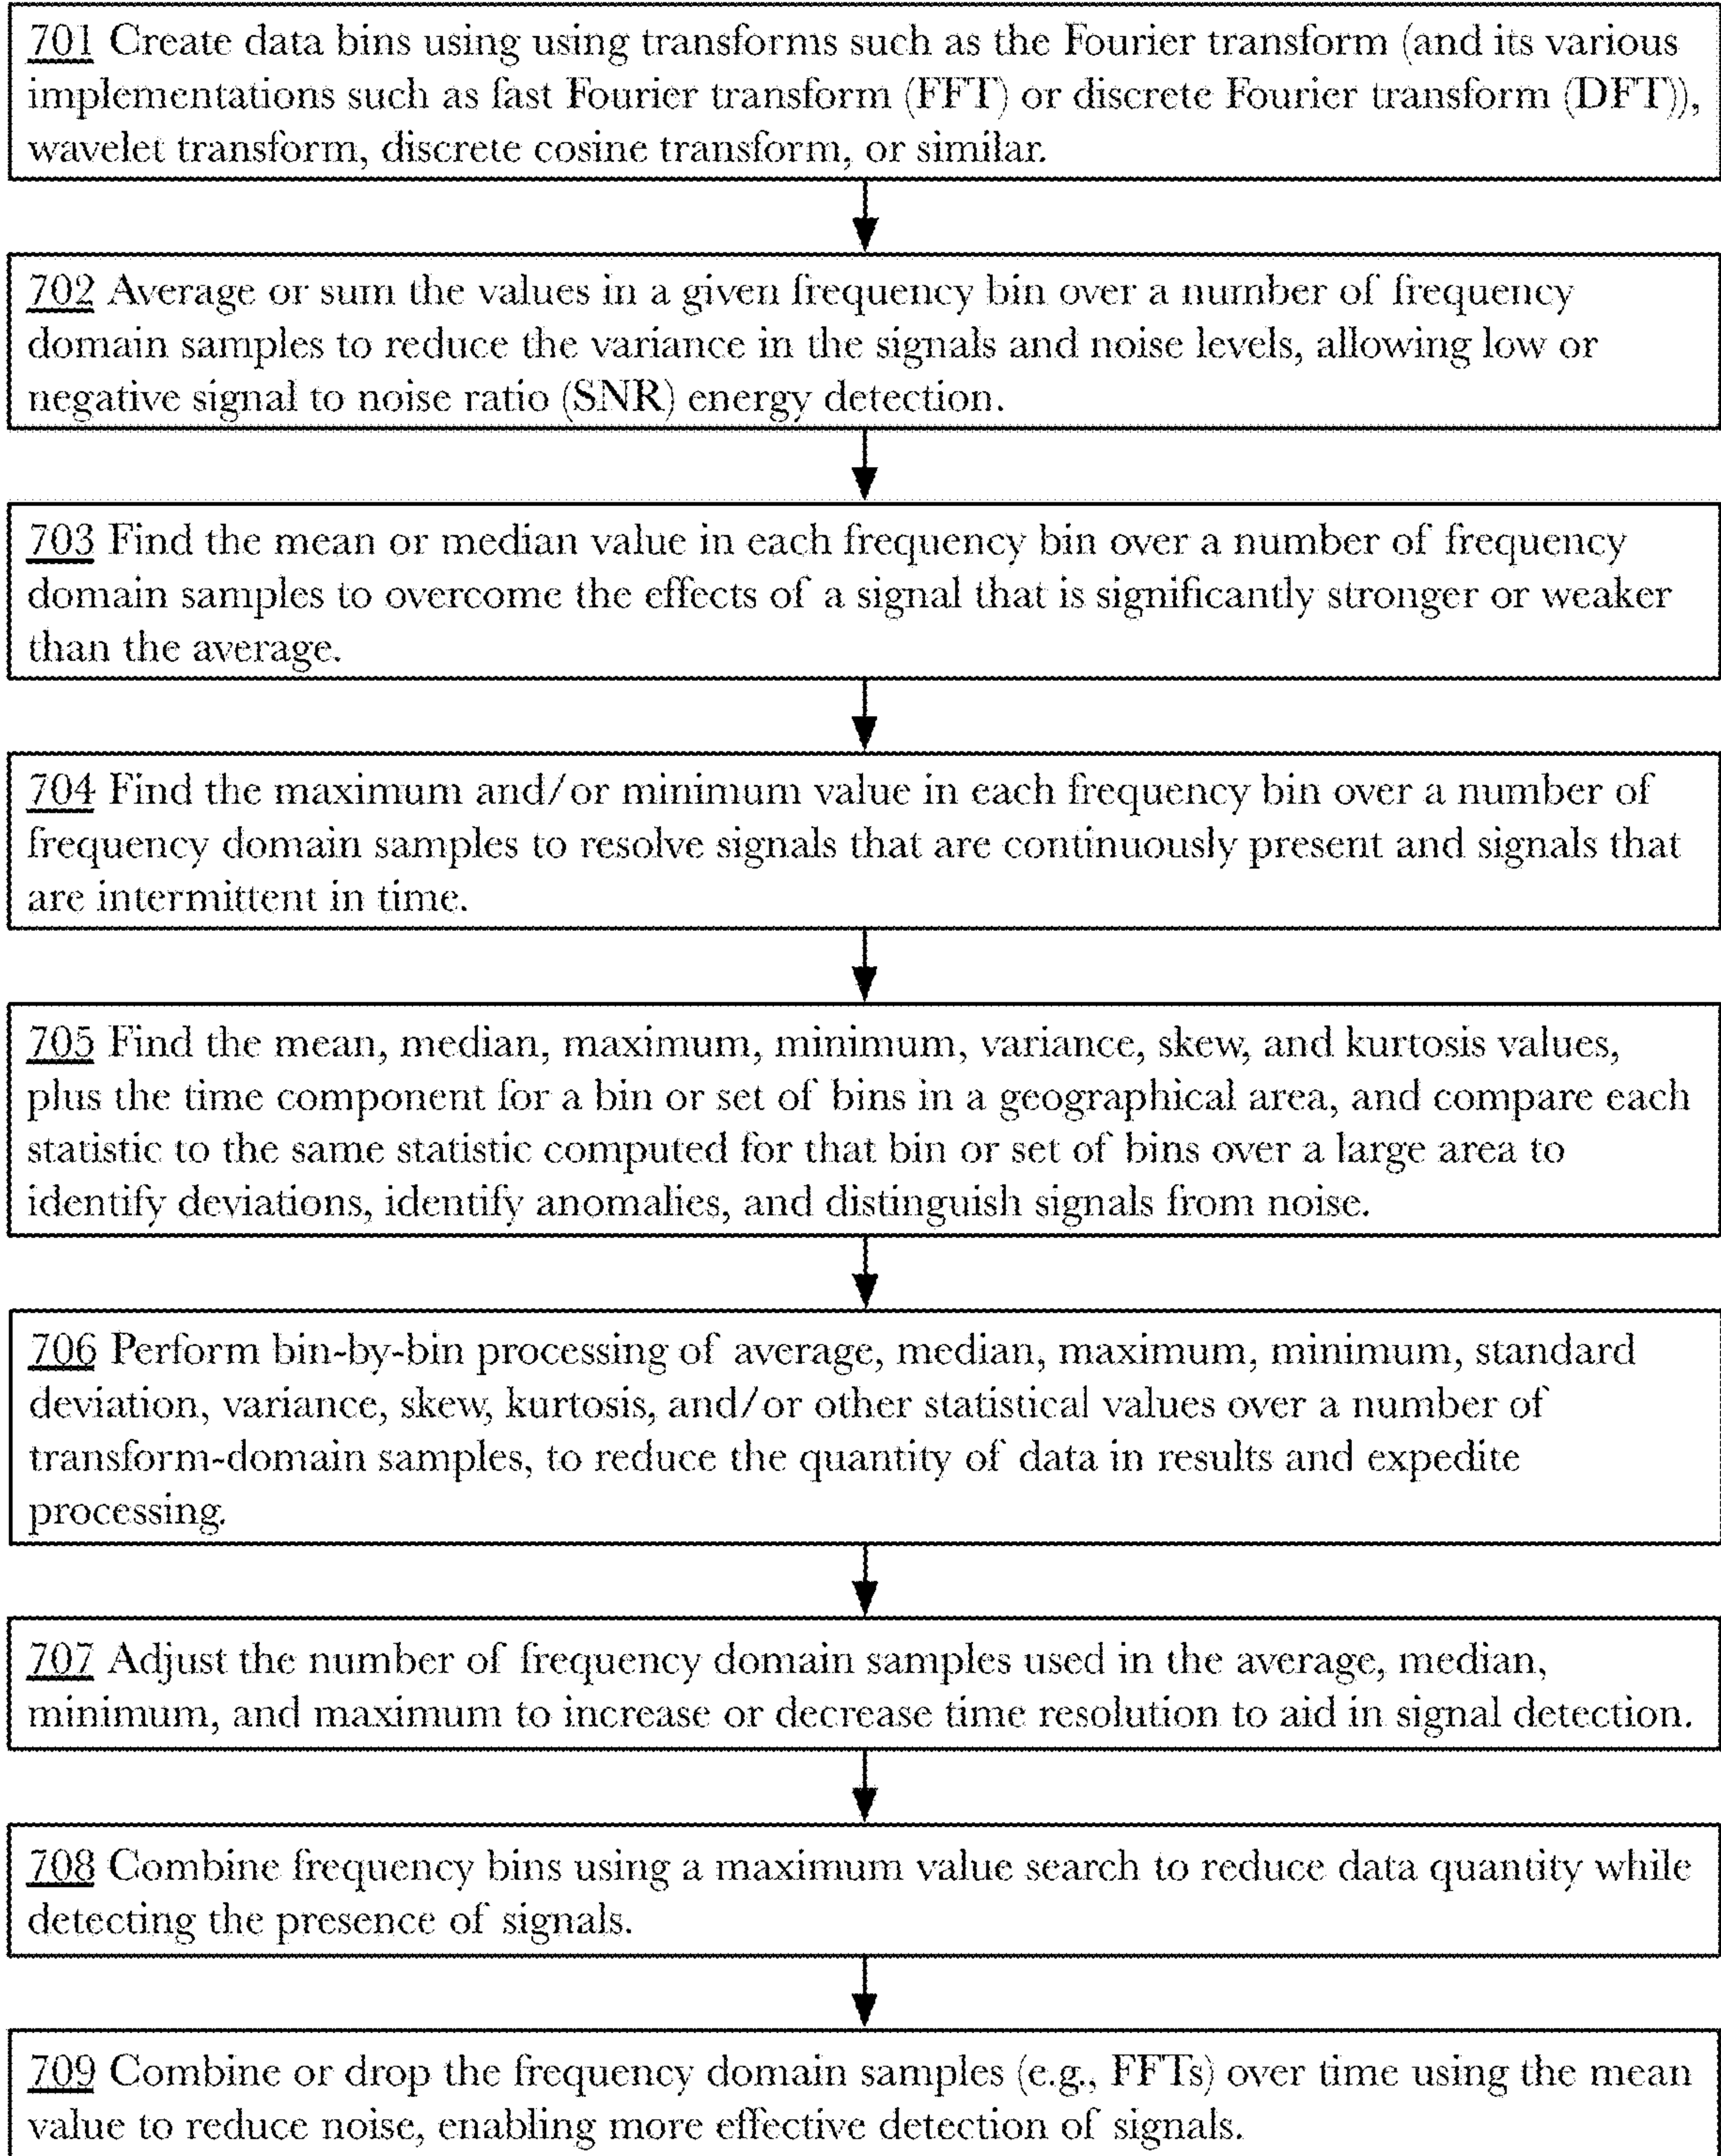 701 Create data bins using using transforms such as the Fourier transform (and its various
implementations such as fast Fourier transform (FFT) or discrete Fourier transform (DFT)),
wavelet transform, discrete cosine transform, or similar.
702 Average or sum the values in a given frequency bin over a number of frequency
domain samples to reduce the variance in the signals and noise levels, allowing low or
negative signal to noise ratio (SNR) energy detection.
703 Find the mean or median value in each frequency bin over a number of frequency
domain samples to overcome the effects of a signal that is significantly stronger or weaker
than the average.
704 Find the maximum and/or minimum value in each frequency bin over a number of
frequency domain samples to resolve signals that are continuously present and signals that
are intermittent in time.
705 Find the mean, median, maximum, minimum, variance, skew, and kurtosis values,
plus the time component for a bin or set of bins in a geographical area, and compare each
statistic to the same statistic computed for that bin or set of bins over a large area to
identify deviations, identify anomalies, and distinguish signals from noise.
706 Perform bin-by-bin processing of average, median, maximum, minimum, standard
deviation, variance, skew, kurtosis, and/or other statistical values over a number of
transform-domain samples, to reduce the quantity of data in results and expedite
processing.
707 Adjust the number of frequency domain samples used in the average, median,
minimum, and maximum to increase or decrease time resolution to aid in signal detection.
708 Combine frequency bins using a maximum value search to reduce data quantity while
detecting the presence of signals.
709 Combine or drop the frequency domain samples (e.g., FFTs) over time using the mean
value to reduce noise, enabling more effective detection of signals.